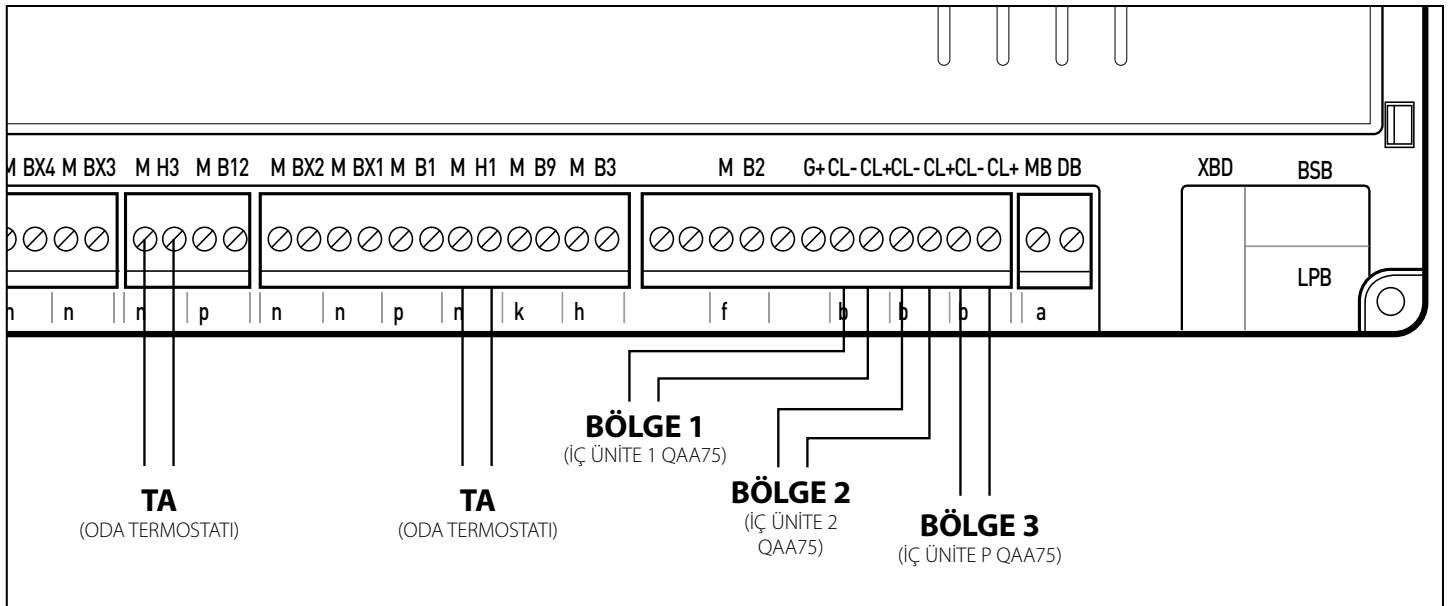 M BX4 M BX3 M H3 M B12 M BX2 M BX1 M B1 M H1 M B9 M B3 M B2 G+ CL- CL+ CL- CL+ CL- CL+ MB DB XBD BSB
LPB
n n n p n n p n k h f b b b a
BÖLGE 1
(İÇ ÜNİTE 1 QAA75)
TA
(ODA TERMOSTATI)
TA
(ODA TERMOSTATI)
BÖLGE 2
(İÇ ÜNİTE 2
QAA75)
BÖLGE 3
(İÇ ÜNİTE P QAA75)